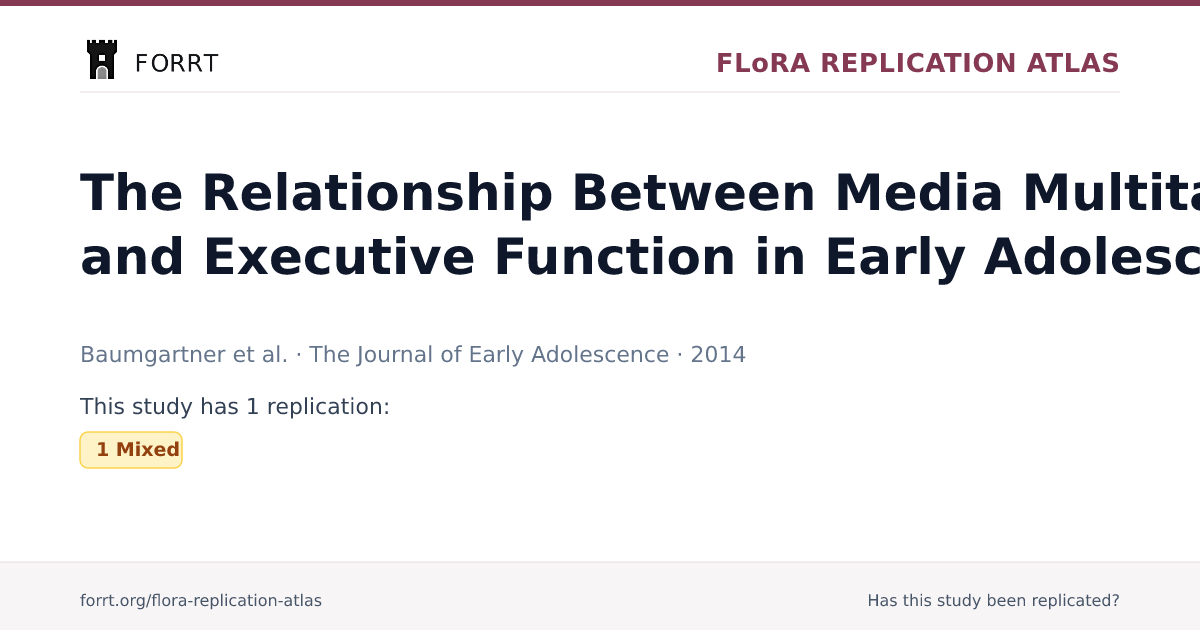 FORRT
FLoRA REPLICATION ATLAS
The Relationship Between Media
and Executive Function in Early
Baumgartner et al. · The Journal of Early Adolescence · 2014
This study has 1 replication:
1 Mixed
forrt.org/flora-replication-atlas
Has this study been replicated?